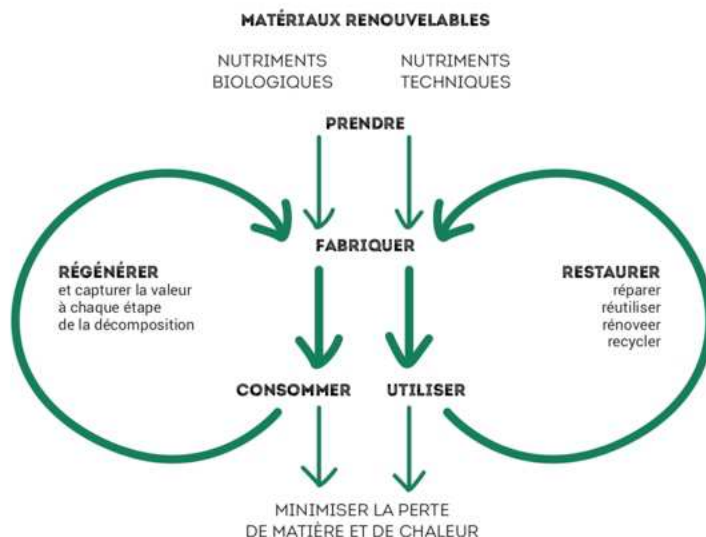 MATÉRIAUX RENOUVELABLES
NUTRIMENTS
BIOLOGIQUES
NUTRIMENTS
TECHNIQUES
PRENDRE
FABRIQUER
RÉGÉNÉRER
et capturer la valeur
à chaque étape
de la décomposition
RESTAURER
réparer
réutiliser
rénoveer
recycler
CONSOMMER
UTILISER
MINIMISER LA PERTE
DE MATIÈRE ET DE CHALEUR